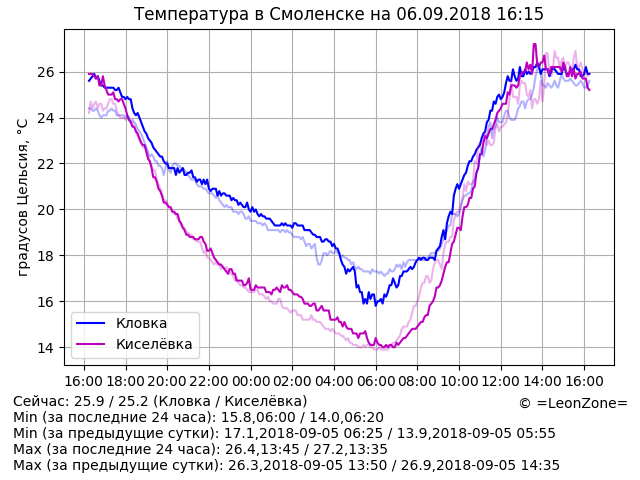 Температура в Смоленске на 06.09.2018 16:15
градусов Цельсия, °C
26
24
22
20
18
16
14
Кловка
Киселёвка
16:00 18:00 20:00 22:00 00:00 02:00 04:00 06:00 08:00 10:00 12:00 14:00 16:00
Сейчас: 25.9 / 25.2 (Кловка / Киселёвка)
© =LeonZone=
Min (за последние 24 часа): 15.8,06:00 / 14.0,06:20
Min (за предыдущие сутки): 17.1,2018-09-05 06:25 / 13.9,2018-09-05 05:55
Max (за последние 24 часа): 26.4,13:45 / 27.2,13:35
Max (за предыдущие сутки): 26.3,2018-09-05 13:50 / 26.9,2018-09-05 14:35